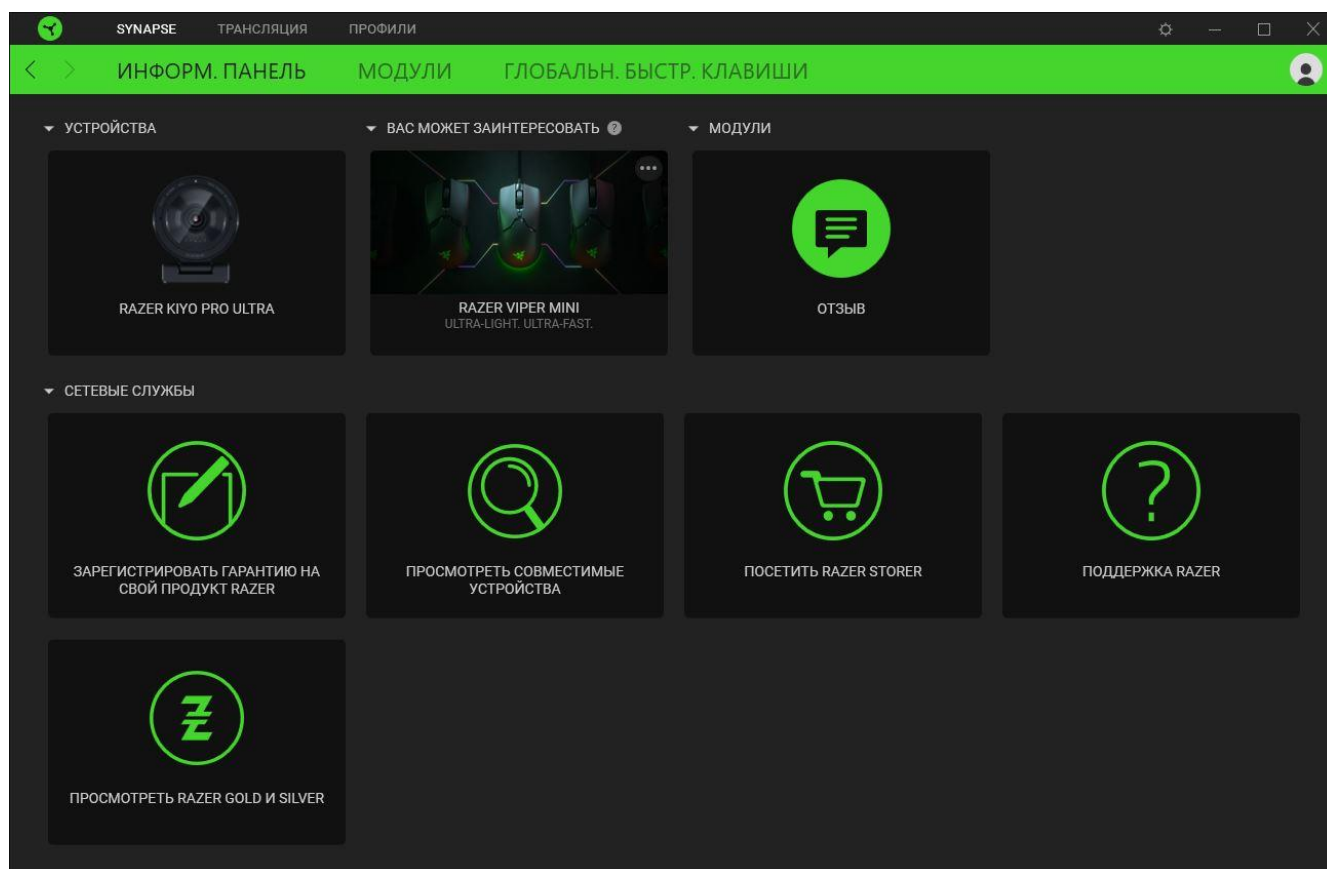 SYNAPSE ТРАНСЛЯЦИЯ ПРОФИЛИ
ИНФОРМ. ПАНЕЛЬ МОДУЛИ ГЛОБАЛЬН. БЫСТР. КЛАВИШИ
УСТРОЙСТВА ВАС МОЖЕТ ЗАИНТЕРЕСОВАТЬ ? МОДУЛИ
RAZER KIYO PRO ULTRA
RAZER VIPER MINI
ULTRA-LIGHT. ULTRA-FAST.
ОТЗЫВ
СЕТЕВЫЕ СЛУЖБЫ
ЗАРЕГИСТРИРОВАТЬ ГАРАНТИЮ НА
СВОЙ ПРОДУКТ RAZER
ПРОСМОТРЕТЬ СОВМЕСТИМЫЕ
УСТРОЙСТВА
ПОСЕТИТЬ RAZER STORER
ПОДДЕРЖКА RAZER
ПРОСМОТРЕТЬ RAZER GOLD И SILVER